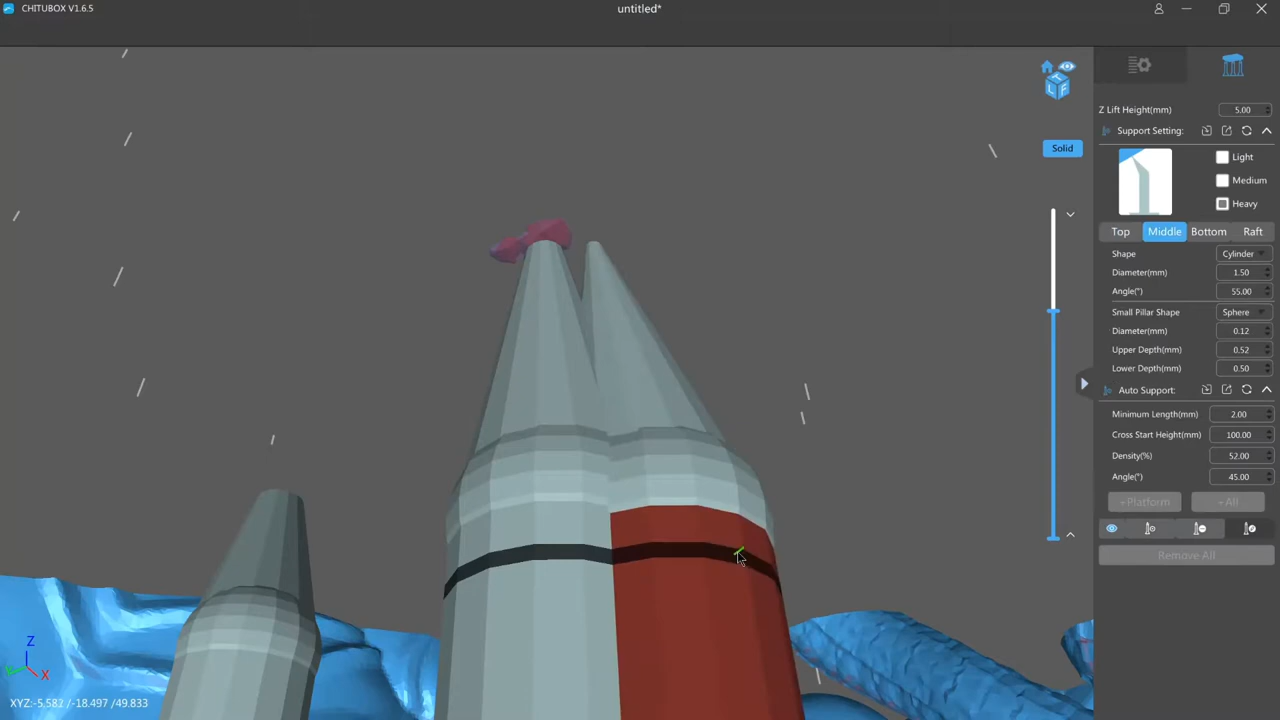 CHITUBOX V1.6.5
untitled*
Z Lift Height(mm) 5.00
Support Setting:
Light
Medium
Heavy
Top Middle Bottom Raft
Shape Cylinder
Diameter(mm) 1.50
Angle(°) 55.00
Small Pillar Shape Sphere
Diameter(mm) 0.12
Upper Depth(mm) 0.52
Lower Depth(mm) 0.50
Auto Support:
Minimum Length(mm) 2.00
Cross Start Height(mm) 100.00
Density(%) 52.00
Angle(°) 45.00
+Platform +All
Remove All
Solid
T
L F
Z
Y X
XYZ:-5.582 /-18.497 /49.833